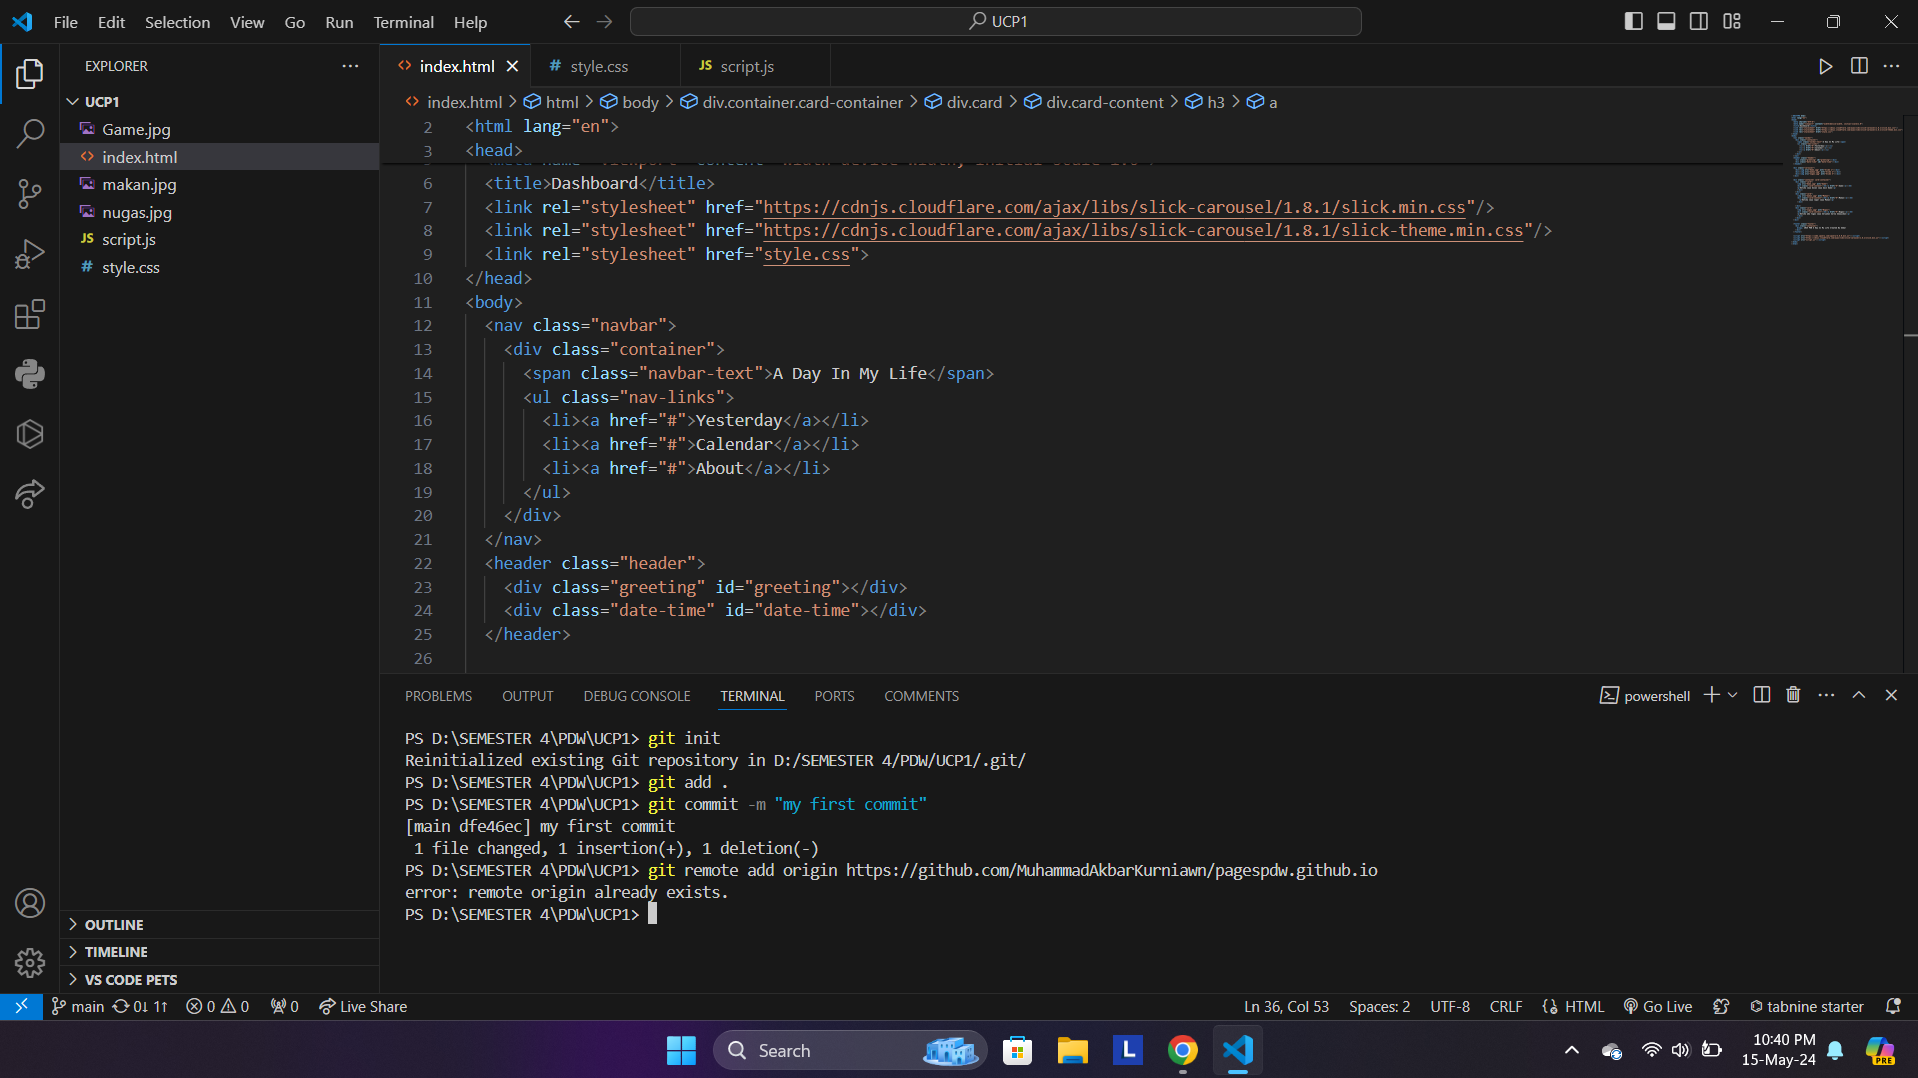 File Edit Selection View Go Run Terminal Help
UCP1
EXPLORER
UCP1
Game.jpg
index.html
makan.jpg
nugas.jpg
script.js
style.css
OUTLINE
TIMELINE
VS CODE PETS
index.html
style.css
script.js
index.html > html > body > div.container.card-container > div.card > div.card-content > h3 > a
2 <html lang="en">
3 <head>
6 <title>Dashboard</title>
7 <link rel="stylesheet" href="https://cdnjs.cloudflare.com/ajax/libs/slick-carousel/1.8.1/slick.min.css"/>
8 <link rel="stylesheet" href="https://cdnjs.cloudflare.com/ajax/libs/slick-carousel/1.8.1/slick-theme.min.css"/>
9 <link rel="stylesheet" href="style.css">
10 </head>
11 <body>
12 <nav class="navbar">
13 <div class="container">
14 <span class="navbar-text">A Day In My Life</span>
15 <ul class="nav-links">
16 <li><a href="#">Yesterday</a></li>
17 <li><a href="#">Calendar</a></li>
18 <li><a href="#">About</a></li>
19 </ul>
20 </div>
21 </nav>
22 <header class="header">
23 <div class="greeting" id="greeting"></div>
24 <div class="date-time" id="date-time"></div>
25 </header>
26
PROBLEMS OUTPUT DEBUG CONSOLE TERMINAL PORTS COMMENTS
powershell
PS D:\SEMESTER 4\PDW\UCP1> git init
Reinitialized existing Git repository in D:/SEMESTER 4/PDW/UCP1/.git/
PS D:\SEMESTER 4\PDW\UCP1> git add .
PS D:\SEMESTER 4\PDW\UCP1> git commit -m "my first commit"
[main dfe46ec] my first commit
1 file changed, 1 insertion(+), 1 deletion(-)
PS D:\SEMESTER 4\PDW\UCP1> git remote add origin https://github.com/MuhammadAkbarKurniawn/pagespdw.github.io
error: remote origin already exists.
PS D:\SEMESTER 4\PDW\UCP1>
main 0↓ 1↑ 0 0 0 Live Share
Ln 36, Col 53 Spaces: 2 UTF-8 CRLF HTML Go Live tabnine starter
Search
L
10:40 PM
15-May-24
PRE